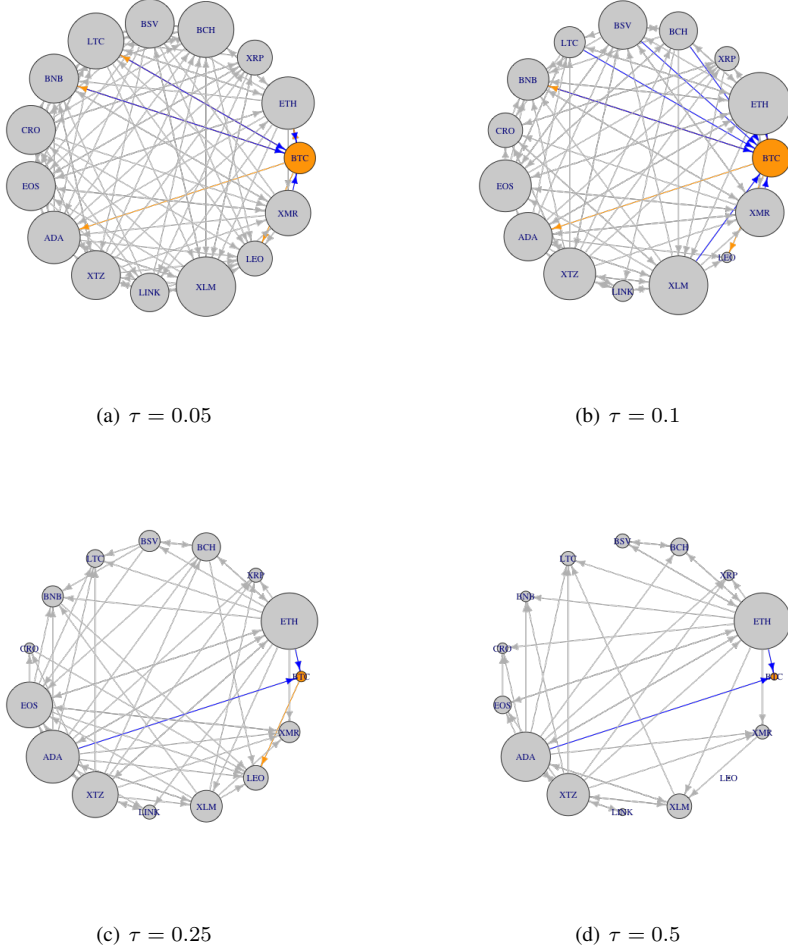 BSV
BCH
LTC
XRP
BNB
ETH
CRO
BTC
EOS
XMR
ADA
LEO
XTZ
LINK
XLM
(a) τ = 0.05
BSV
BCH
LTC
XRP
BNB
ETH
CRO
BTC
EOS
XMR
ADA
LEO
XTZ
LINK
XLM
(b) τ = 0.1
BSV
BCH
LTC
XRP
BNB
ETH
CRO
BTC
EOS
XMR
ADA
LEO
XTZ
LINK
XLM
(c) τ = 0.25
BSV
BCH
LTC
XRP
BNB
ETH
CRO
BTC
EOS
XMR
ADA
LEO
XTZ
LINK
XLM
(d) τ = 0.5